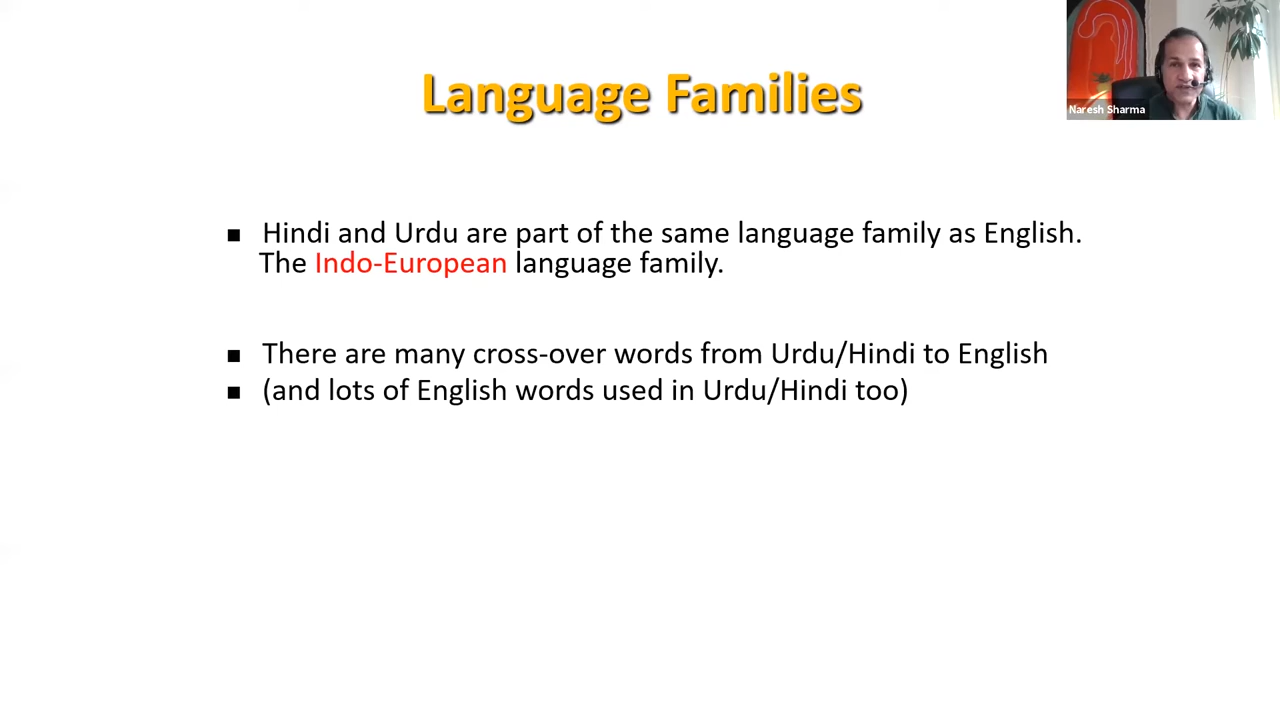 Language Families
Naresh Sharma
▪ Hindi and Urdu are part of the same language family as English.
The Indo-European language family.
▪ There are many cross-over words from Urdu/Hindi to English
▪ (and lots of English words used in Urdu/Hindi too)